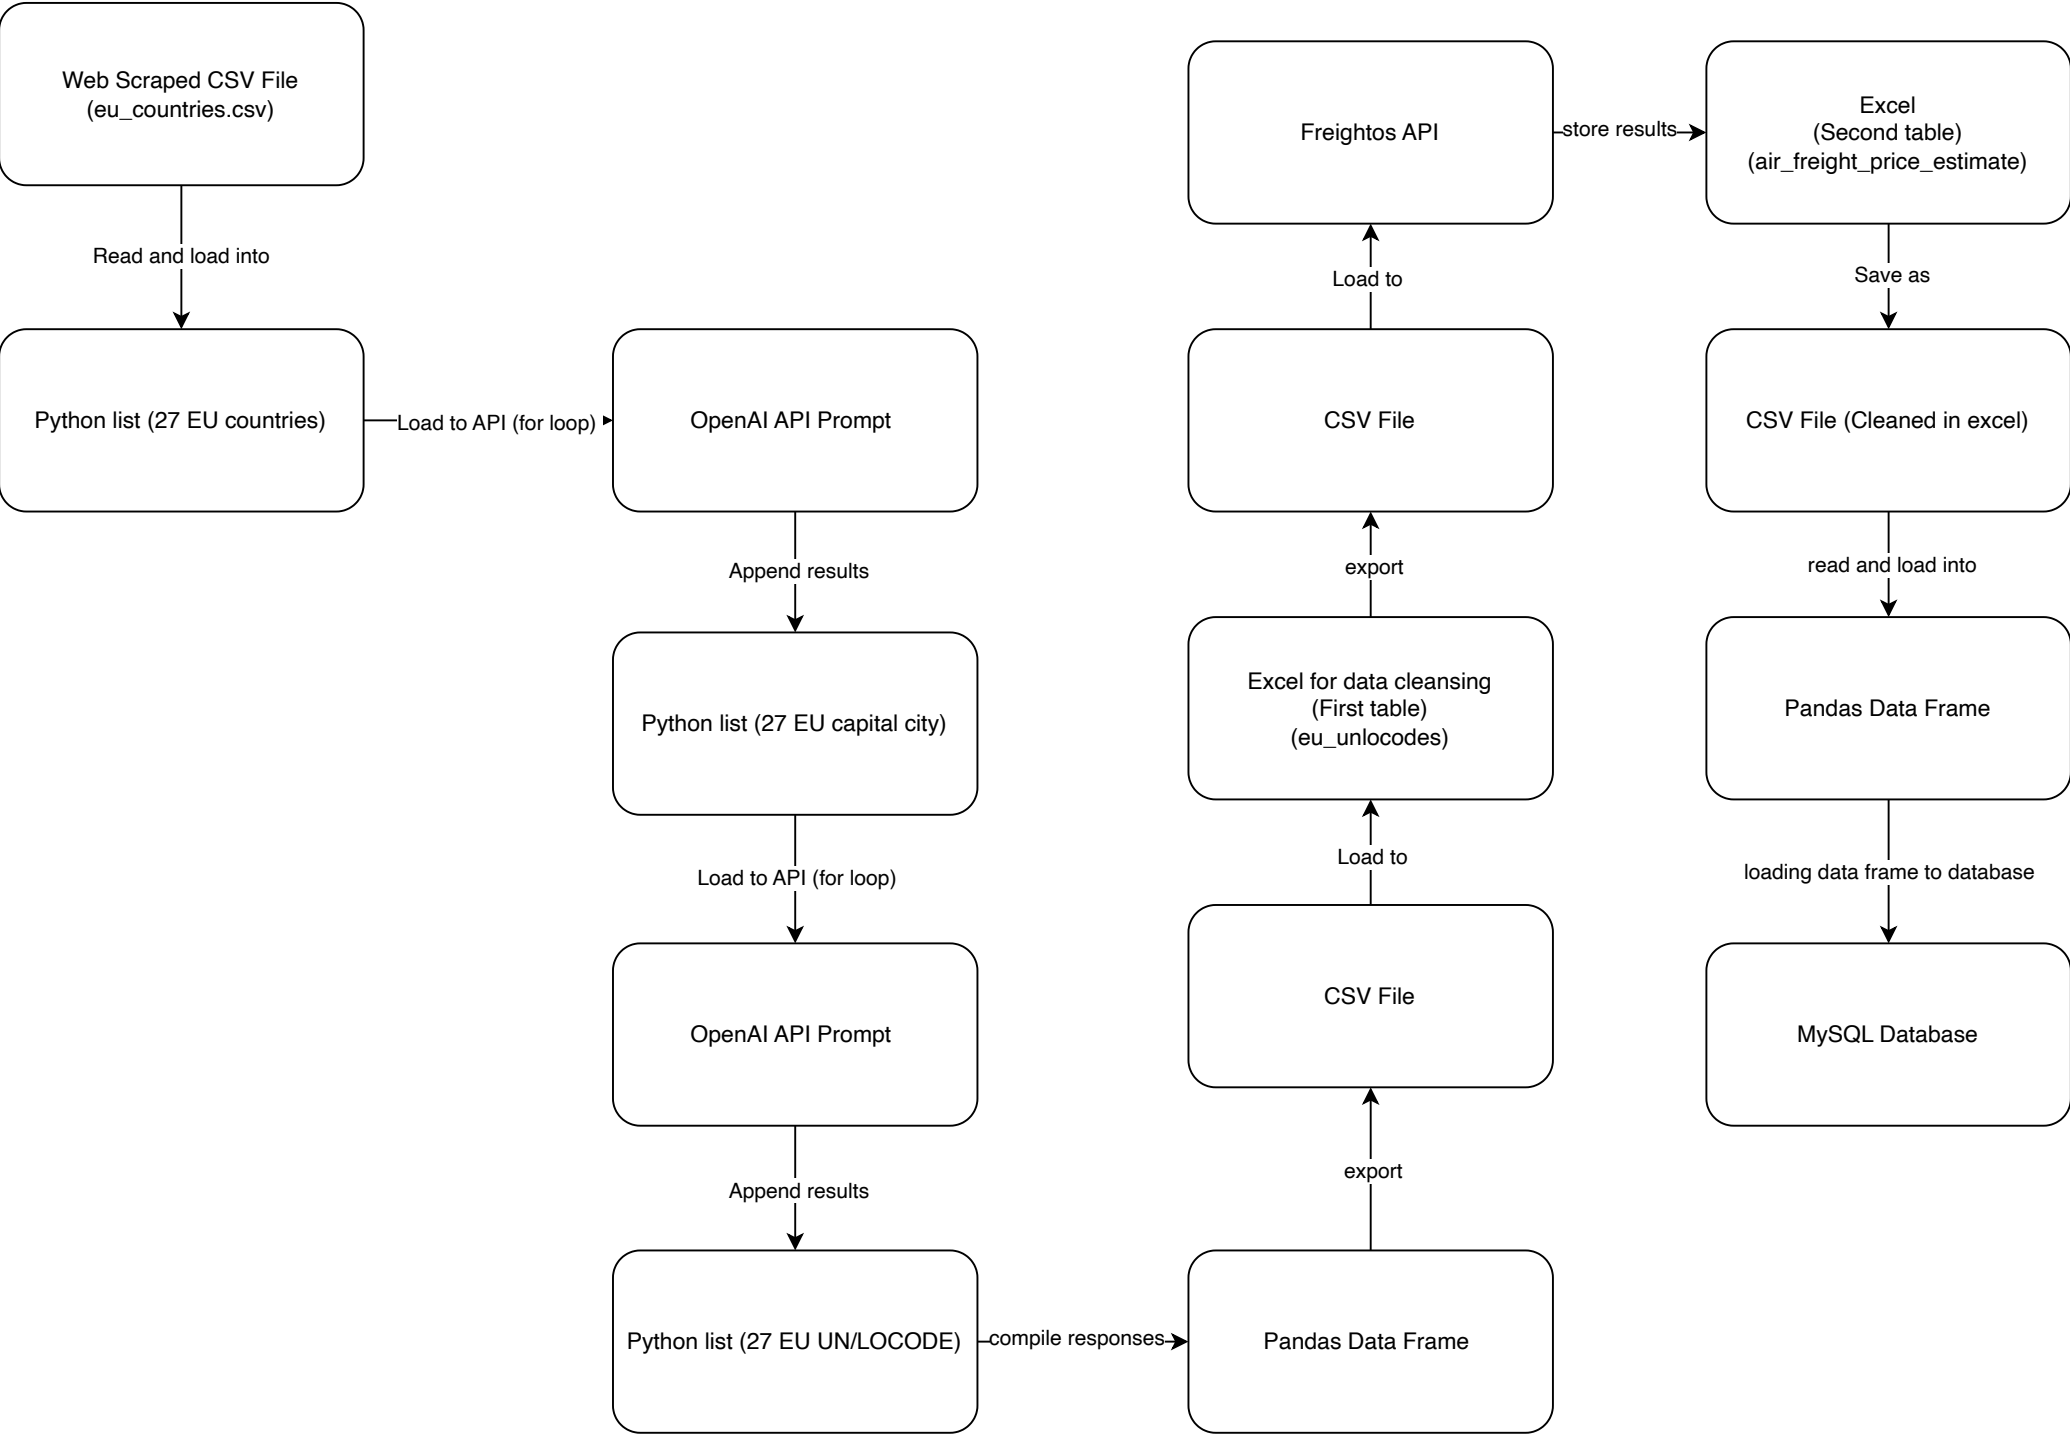 Web Scraped CSV File
(eu_countries.csv)
Read and load into
Python list (27 EU countries)
Load to API (for loop)
OpenAI API Prompt
Append results
Python list (27 EU capital city)
Load to API (for loop)
OpenAI API Prompt
Append results
Python list (27 EU UN/LOCODE)
compile responses
Pandas Data Frame
export
CSV File
Load to
Excel for data cleansing
(First table)
(eu_unlocodes)
export
CSV File
Load to
Freightos API
store results
Excel
(Second table)
(air_freight_price_estimate)
Save as
CSV File (Cleaned in excel)
read and load into
Pandas Data Frame
loading data frame to database
MySQL Database